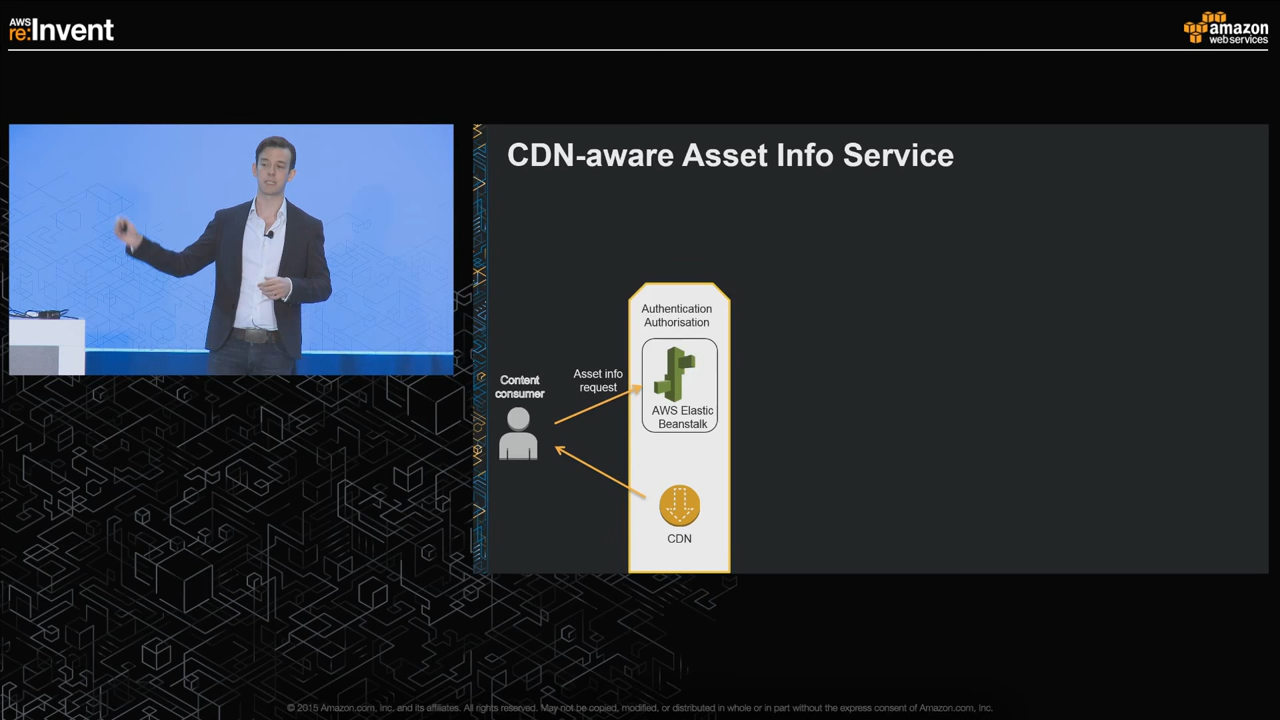 AWS
re:Invent
amazon
web services
CDN-aware Asset Info Service
Authentication
Authorisation
Content
consumer
Asset info
request
AWS Elastic
Beanstalk
CDN
© 2015 Amazon.com, Inc. and its affiliates. All rights reserved. May not be copied, modified, or distributed in whole or in part without the express consent of Amazon.com, Inc.